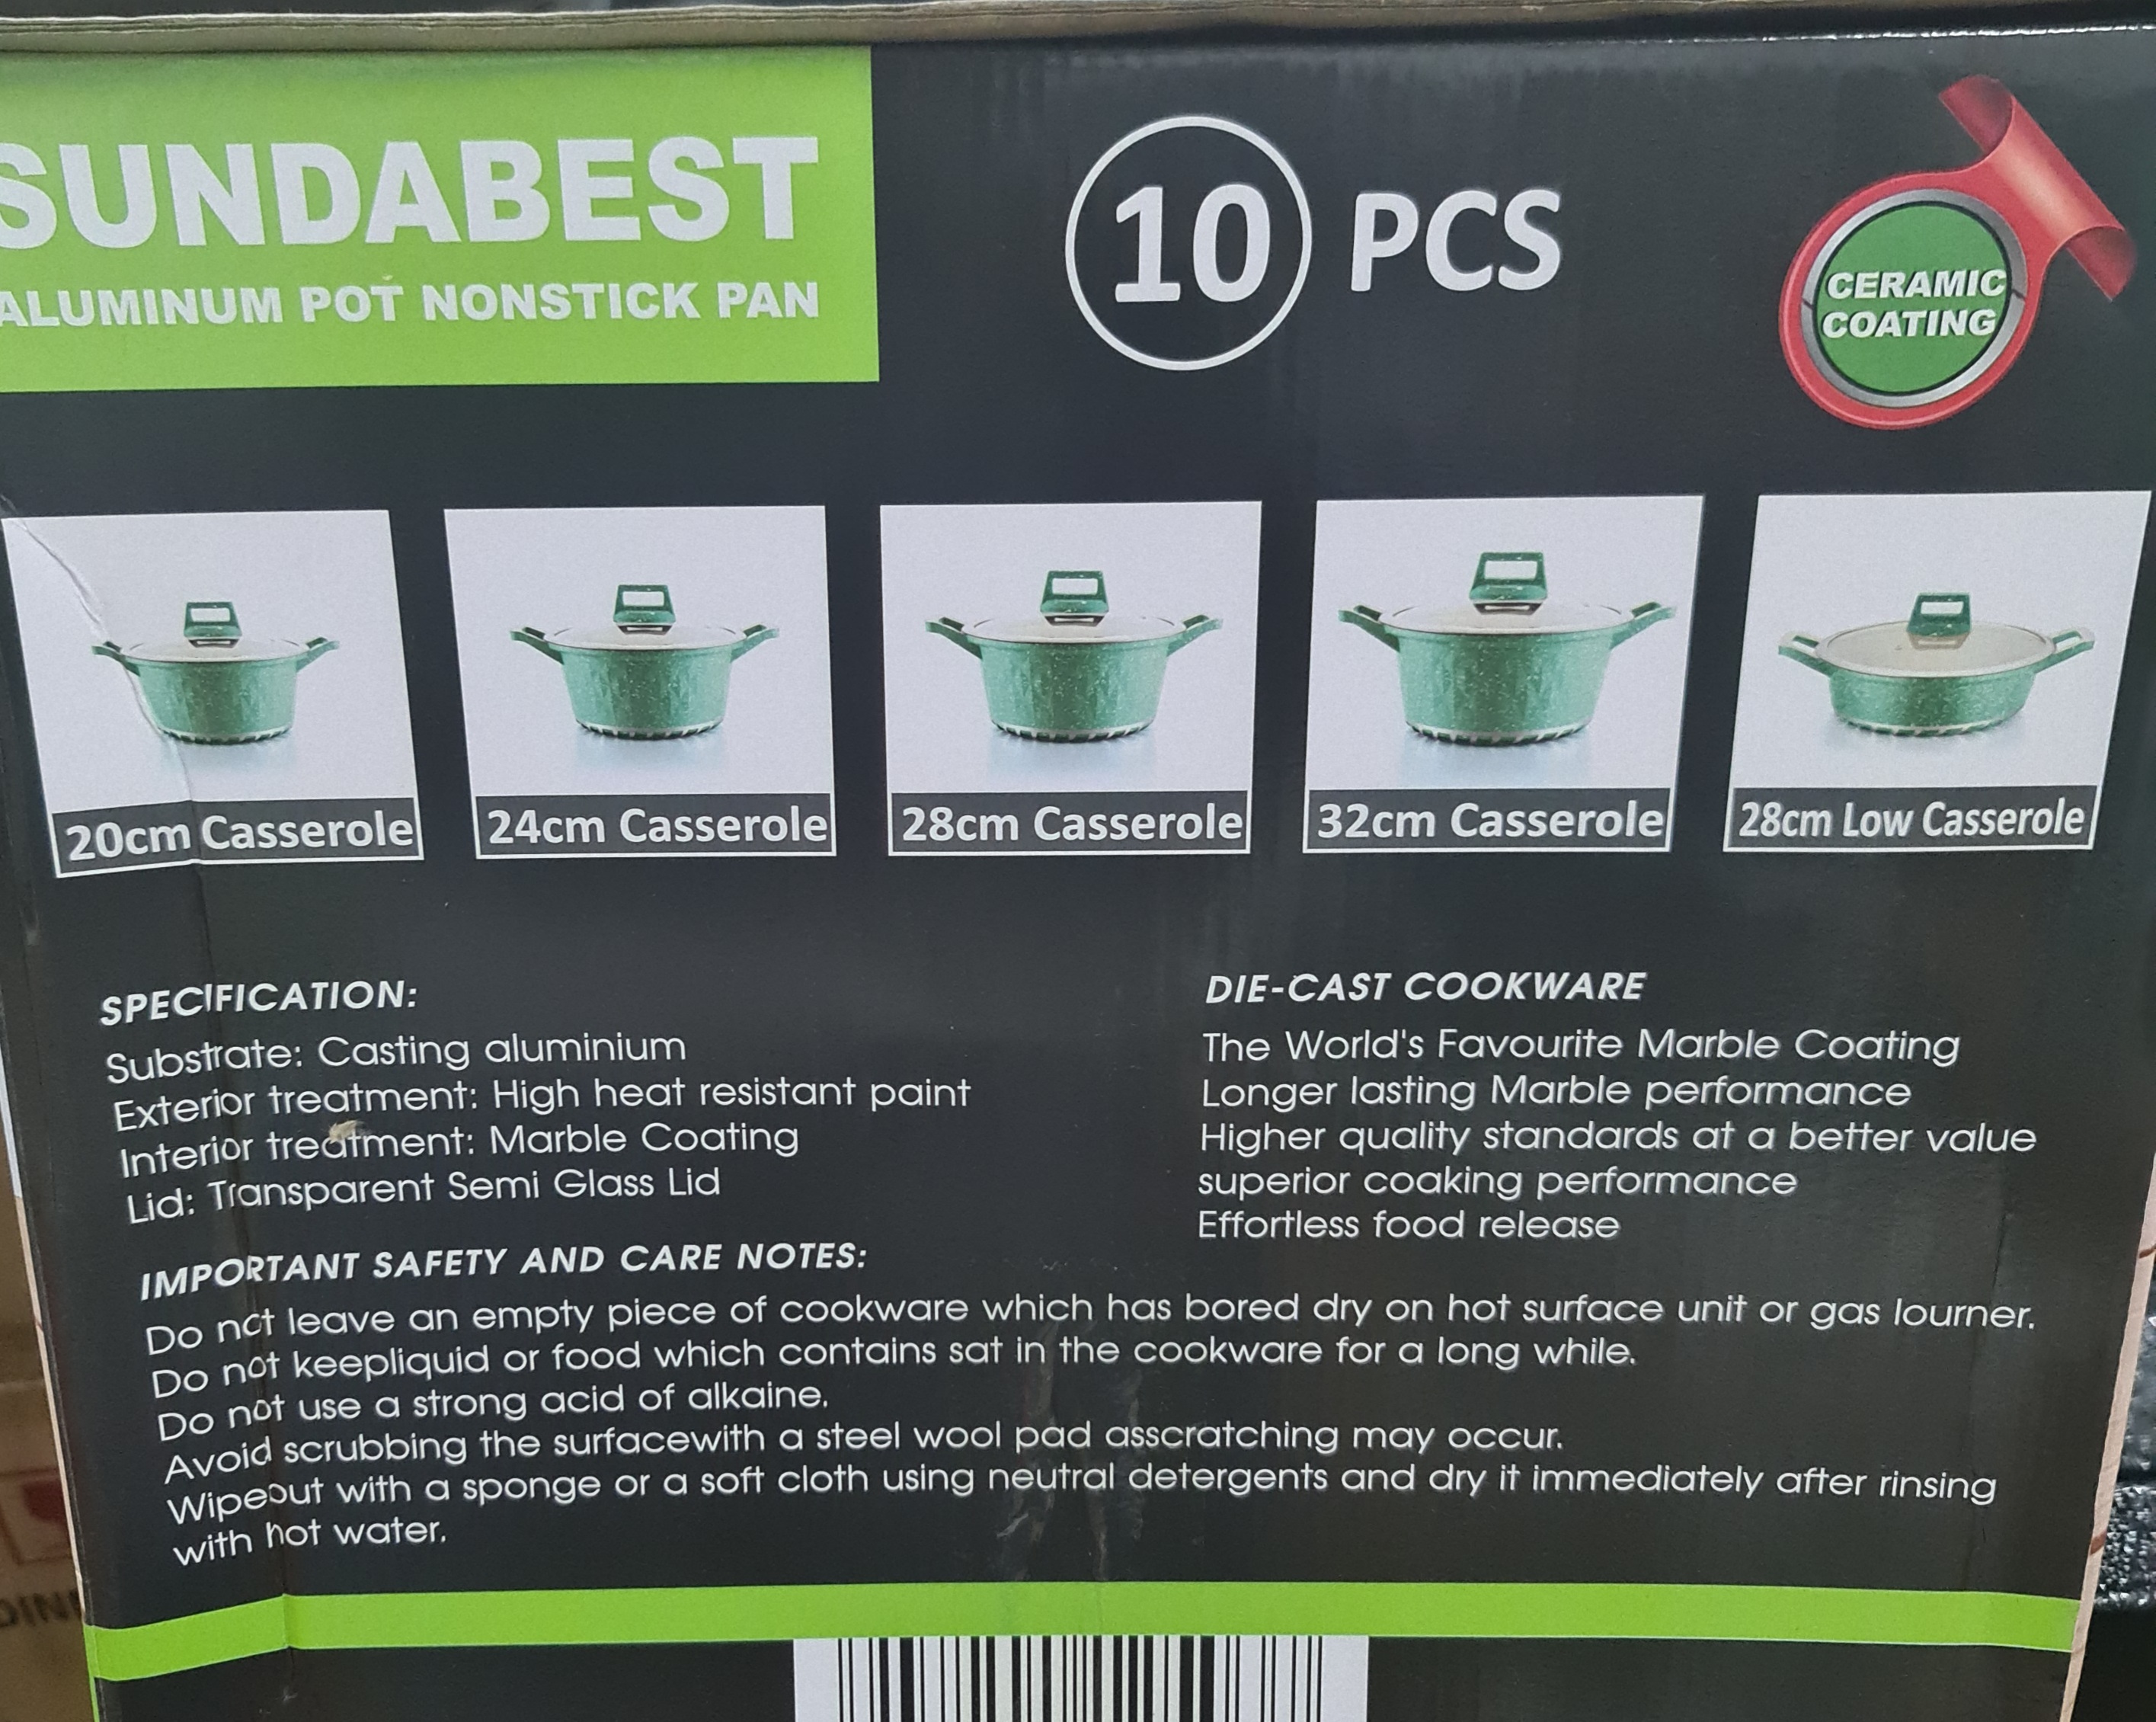 SUNDABEST
ALUMINUM POT NONSTICK PAN
10 PCS
CERAMIC
COATING
20cm Casserole
24cm Casserole
28cm Casserole
32cm Casserole
28cm Low Casserole
SPECIFICATION:
Substrate: Casting aluminium
Exterior treatment: High heat resistant paint
Interior treatment: Marble Coating
Lid: Transparent Semi Glass Lid
DIE-CAST COOKWARE
The World's Favourite Marble Coating
Longer lasting Marble performance
Higher quality standards at a better value
superior coaking performance
Effortless food release
IMPORTANT SAFETY AND CARE NOTES:
Do not leave an empty piece of cookware which has bored dry on hot surface unit or gas lourner.
Do not keepliquid or food which contains sat in the cookware for a long while.
Do not use a strong acid of alkaine.
Avoid scrubbing the surfacewith a steel wool pad asscratching may occur.
Wipeout with a sponge or a soft cloth using neutral detergents and dry it immediately after rinsing
with hot water.